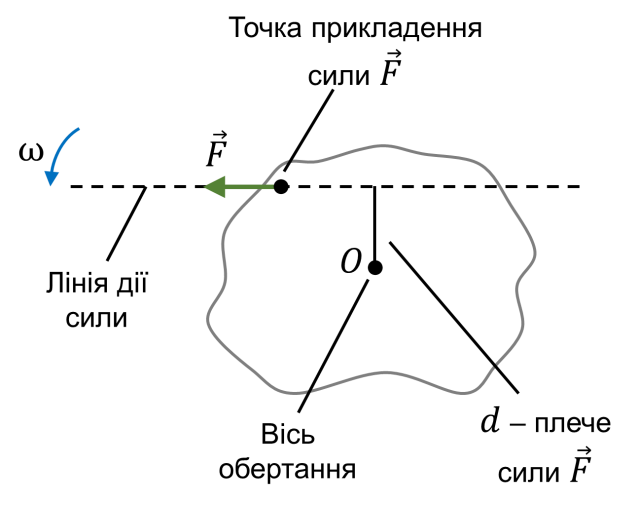 Точка прикладення
сили F⃗
ω
F⃗
O
Лінія дії
сили
Вісь
обертання
d – плече
сили F⃗